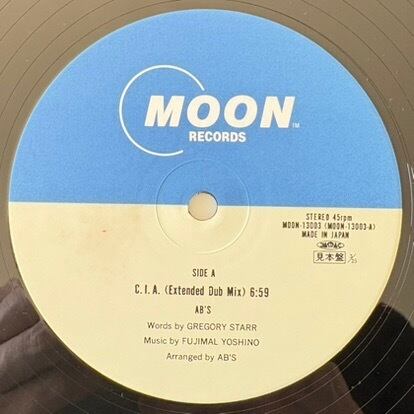 MOON™
RECORDS
STEREO 45rpm
MOON-13003 (MOON-13003-A)
MADE IN JAPAN
見本盤
SIDE A
C.I.A. (Extended Dub Mix) 6:59
AB'S
Words by GREGORY STARR
Music by FUJIMAL YOSHINO
Arranged by AB'S